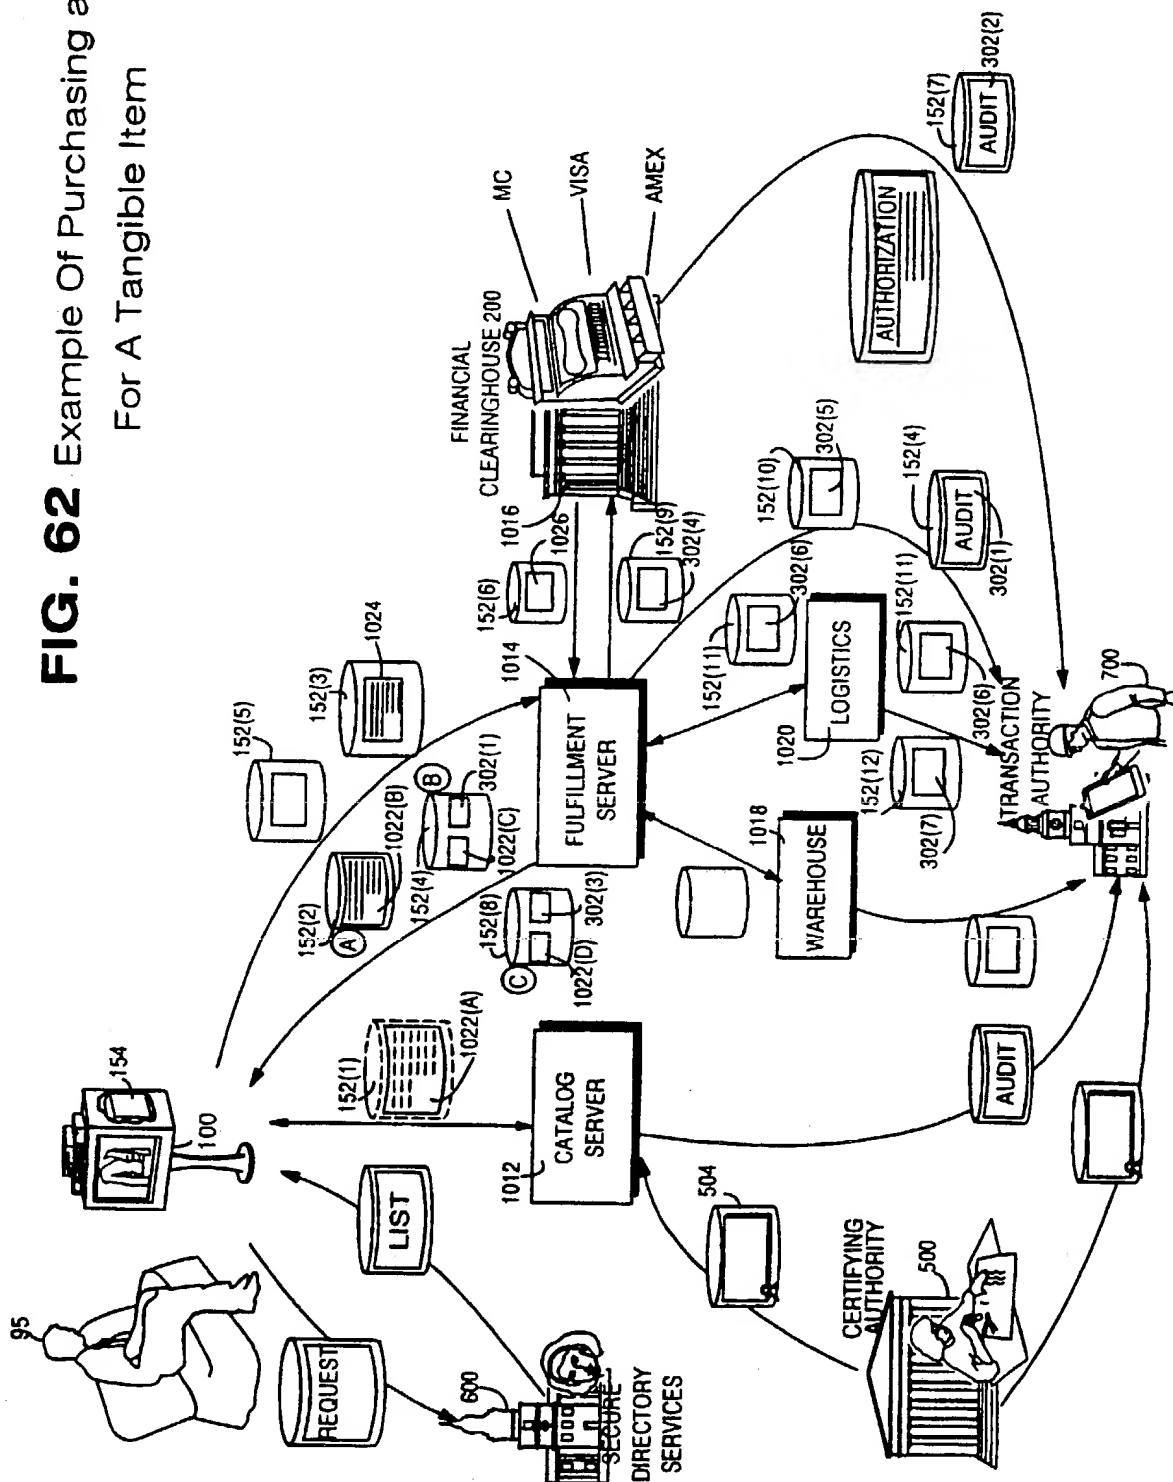 FIG. 62 Example Of Purchasing a
For A Tangible Item
95
REQUEST
600
SECURE
DIRECTORY
SERVICES
LIST
154
100
152(1)
1022(A)
1012
CATALOG
SERVER
504
CERTIFYING
AUTHORITY
500
AUDIT
152(5)
152(3)
1024
152(2)
A
1022(B)
152(4)
B
302(1)
1022(C)
152(8)
C
302(3)
1022(D)
1014
FULFILLMENT
SERVER
152(6)
1016
1026
152(9)
302(4)
FINANCIAL
CLEARINGHOUSE 200
MC
VISA
AMEX
1018
WAREHOUSE
1020
LOGISTICS
152(11)
302(6)
152(10)
302(5)
152(11)
302(6)
152(12)
302(7)
152(4)
AUDIT
302(1)
AUTHORIZATION
152(7)
AUDIT
302(2)
TRANSACTION
AUTHORITY
700